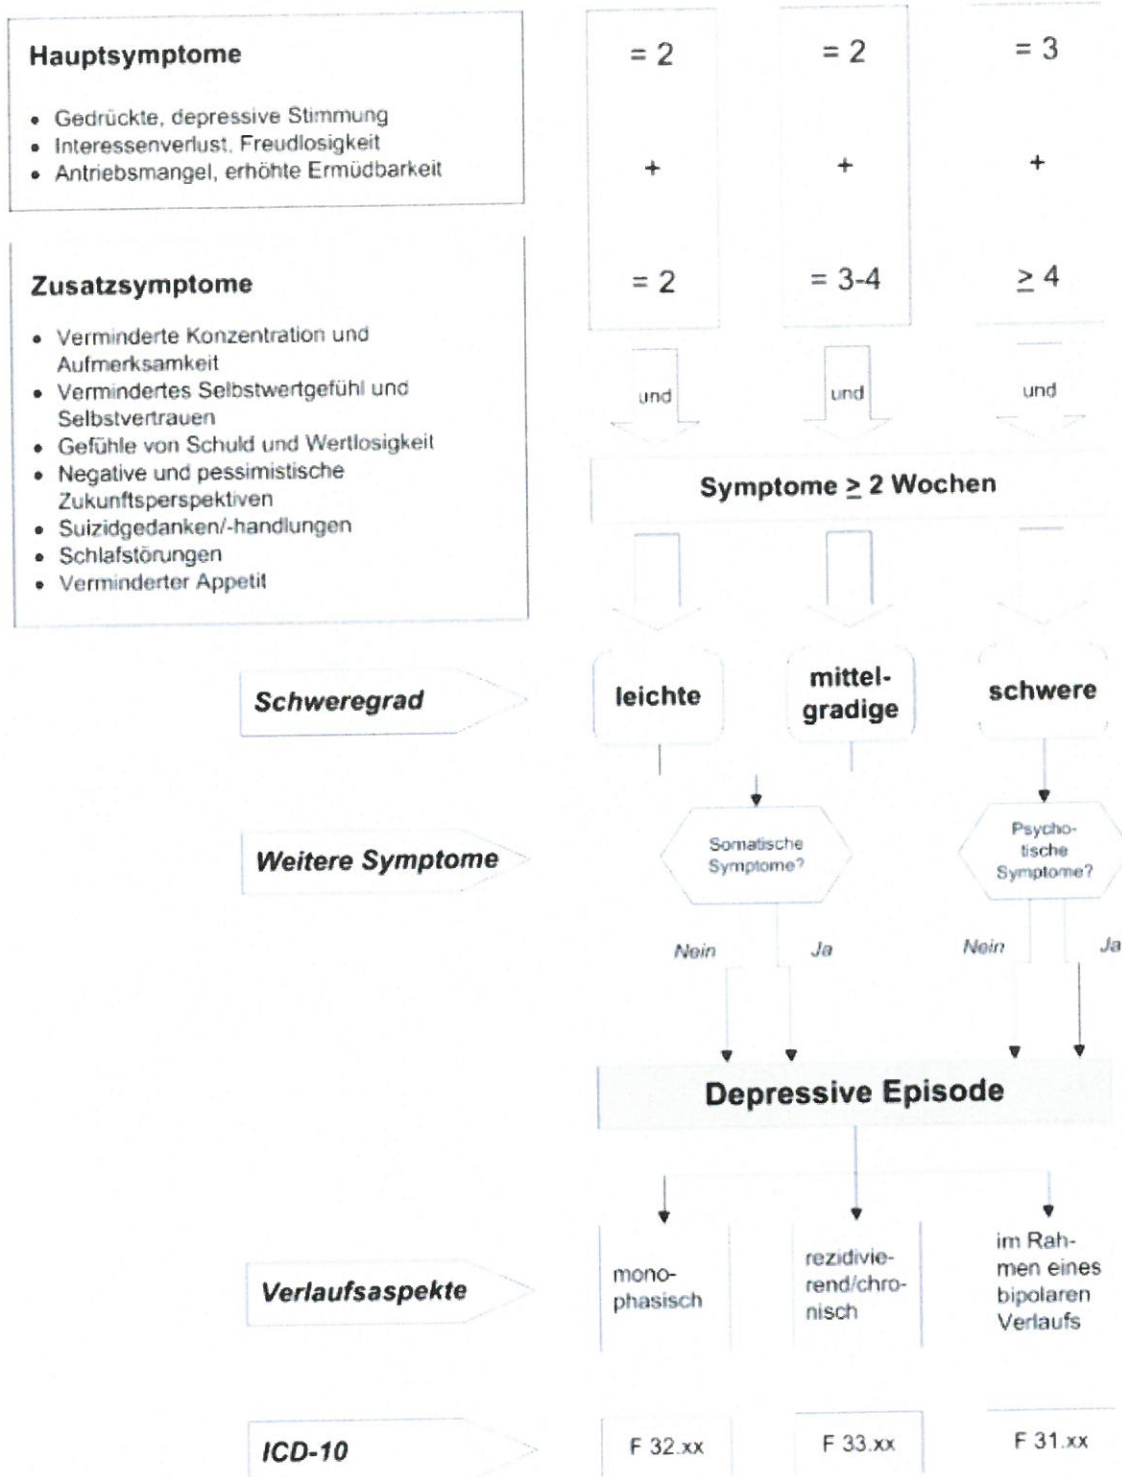 Hauptsymptome
• Gedrückte, depressive Stimmung
• Interessenverlust, Freudlosigkeit
• Antriebsmangel, erhöhte Ermüdbarkeit
= 2
= 2
= 3
+
+
+
= 2
= 3-4
≥ 4
Zusatzsymptome
• Verminderte Konzentration und
Aufmerksamkeit
• Vermindertes Selbstwertgefühl und
Selbstvertrauen
• Gefühle von Schuld und Wertlosigkeit
• Negative und pessimistische
Zukunftsperspektiven
• Suizidgedanken/-handlungen
• Schlafstörungen
• Verminderter Appetit
und
und
und
Symptome ≥ 2 Wochen
Schweregrad
leichte
mittel-
gradige
schwere
Weitere Symptome
Somatische
Symptome?
Psycho-
tische
Symptome?
Nein
Ja
Nein
Ja
Depressive Episode
Verlaufsaspekte
mono-
phasisch
rezidivie-
rend/chro-
nisch
im Rah-
men eines
bipolaren
Verlaufs
ICD-10
F 32.xx
F 33.xx
F 31.xx